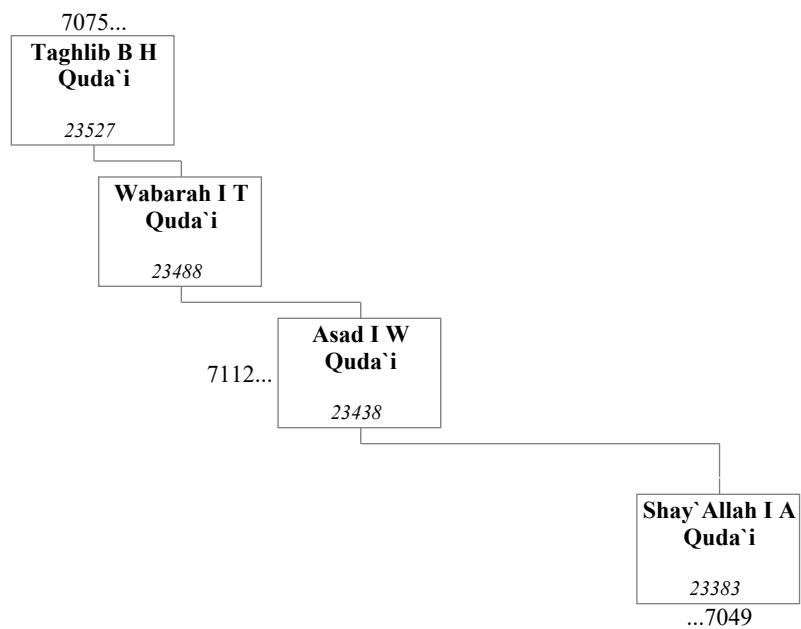 7075...
Taghlib B H
Quda`i
23527
Wabarah I T
Quda`i
23488
Asad I W
Quda`i
7112...
23438
Shay`Allah I A
Quda`i
23383
...7049